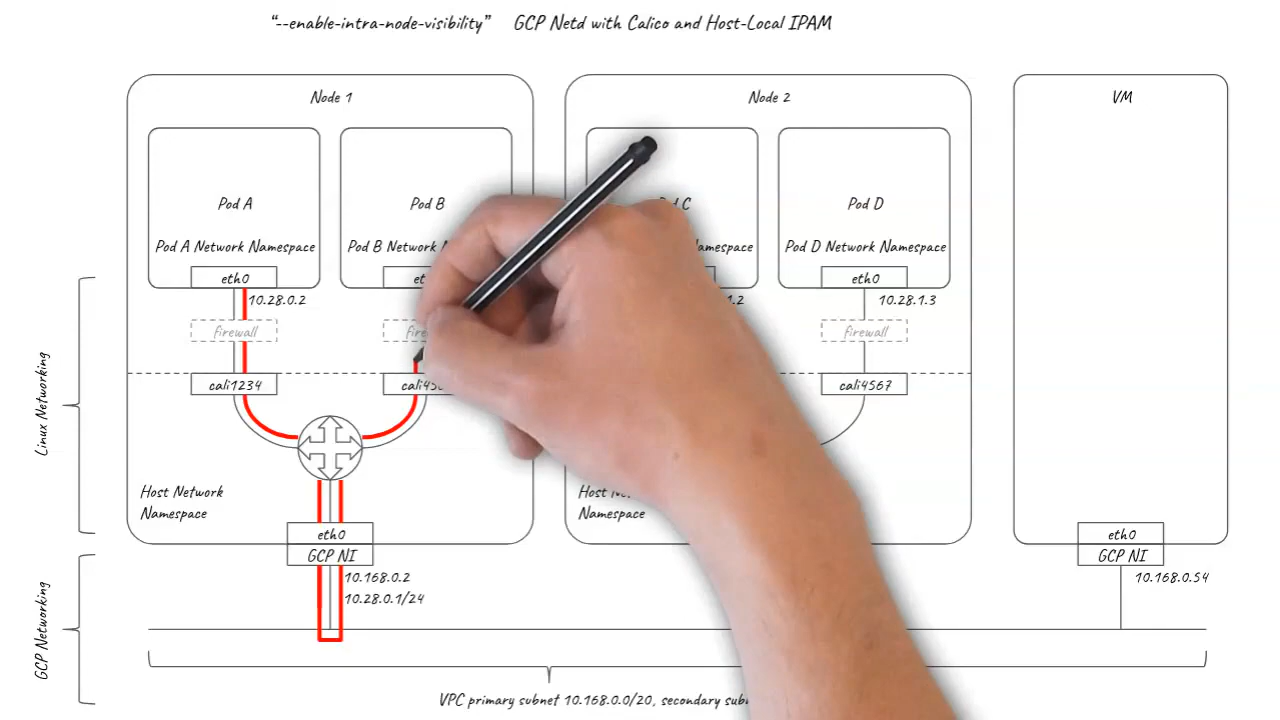 “--enable-intra-node-visibility” GCP Netd with Calico and Host-Local IPAM
Node 1
Node 2
VM
Pod A
Pod B
Pod D
Pod A Network Namespace
Pod B Network
Pod D Network Namespace
eth0
eth0
10.28.0.2
10.28.1.3
firewall
firewall
cali1234
cali4567
Linux Networking
Host Network
Namespace
Namespace
eth0
GCP NI
eth0
GCP NI
10.168.0.2
10.28.0.1/24
10.168.0.54
GCP Networking
VPC primary subnet 10.168.0.0/20, secondary